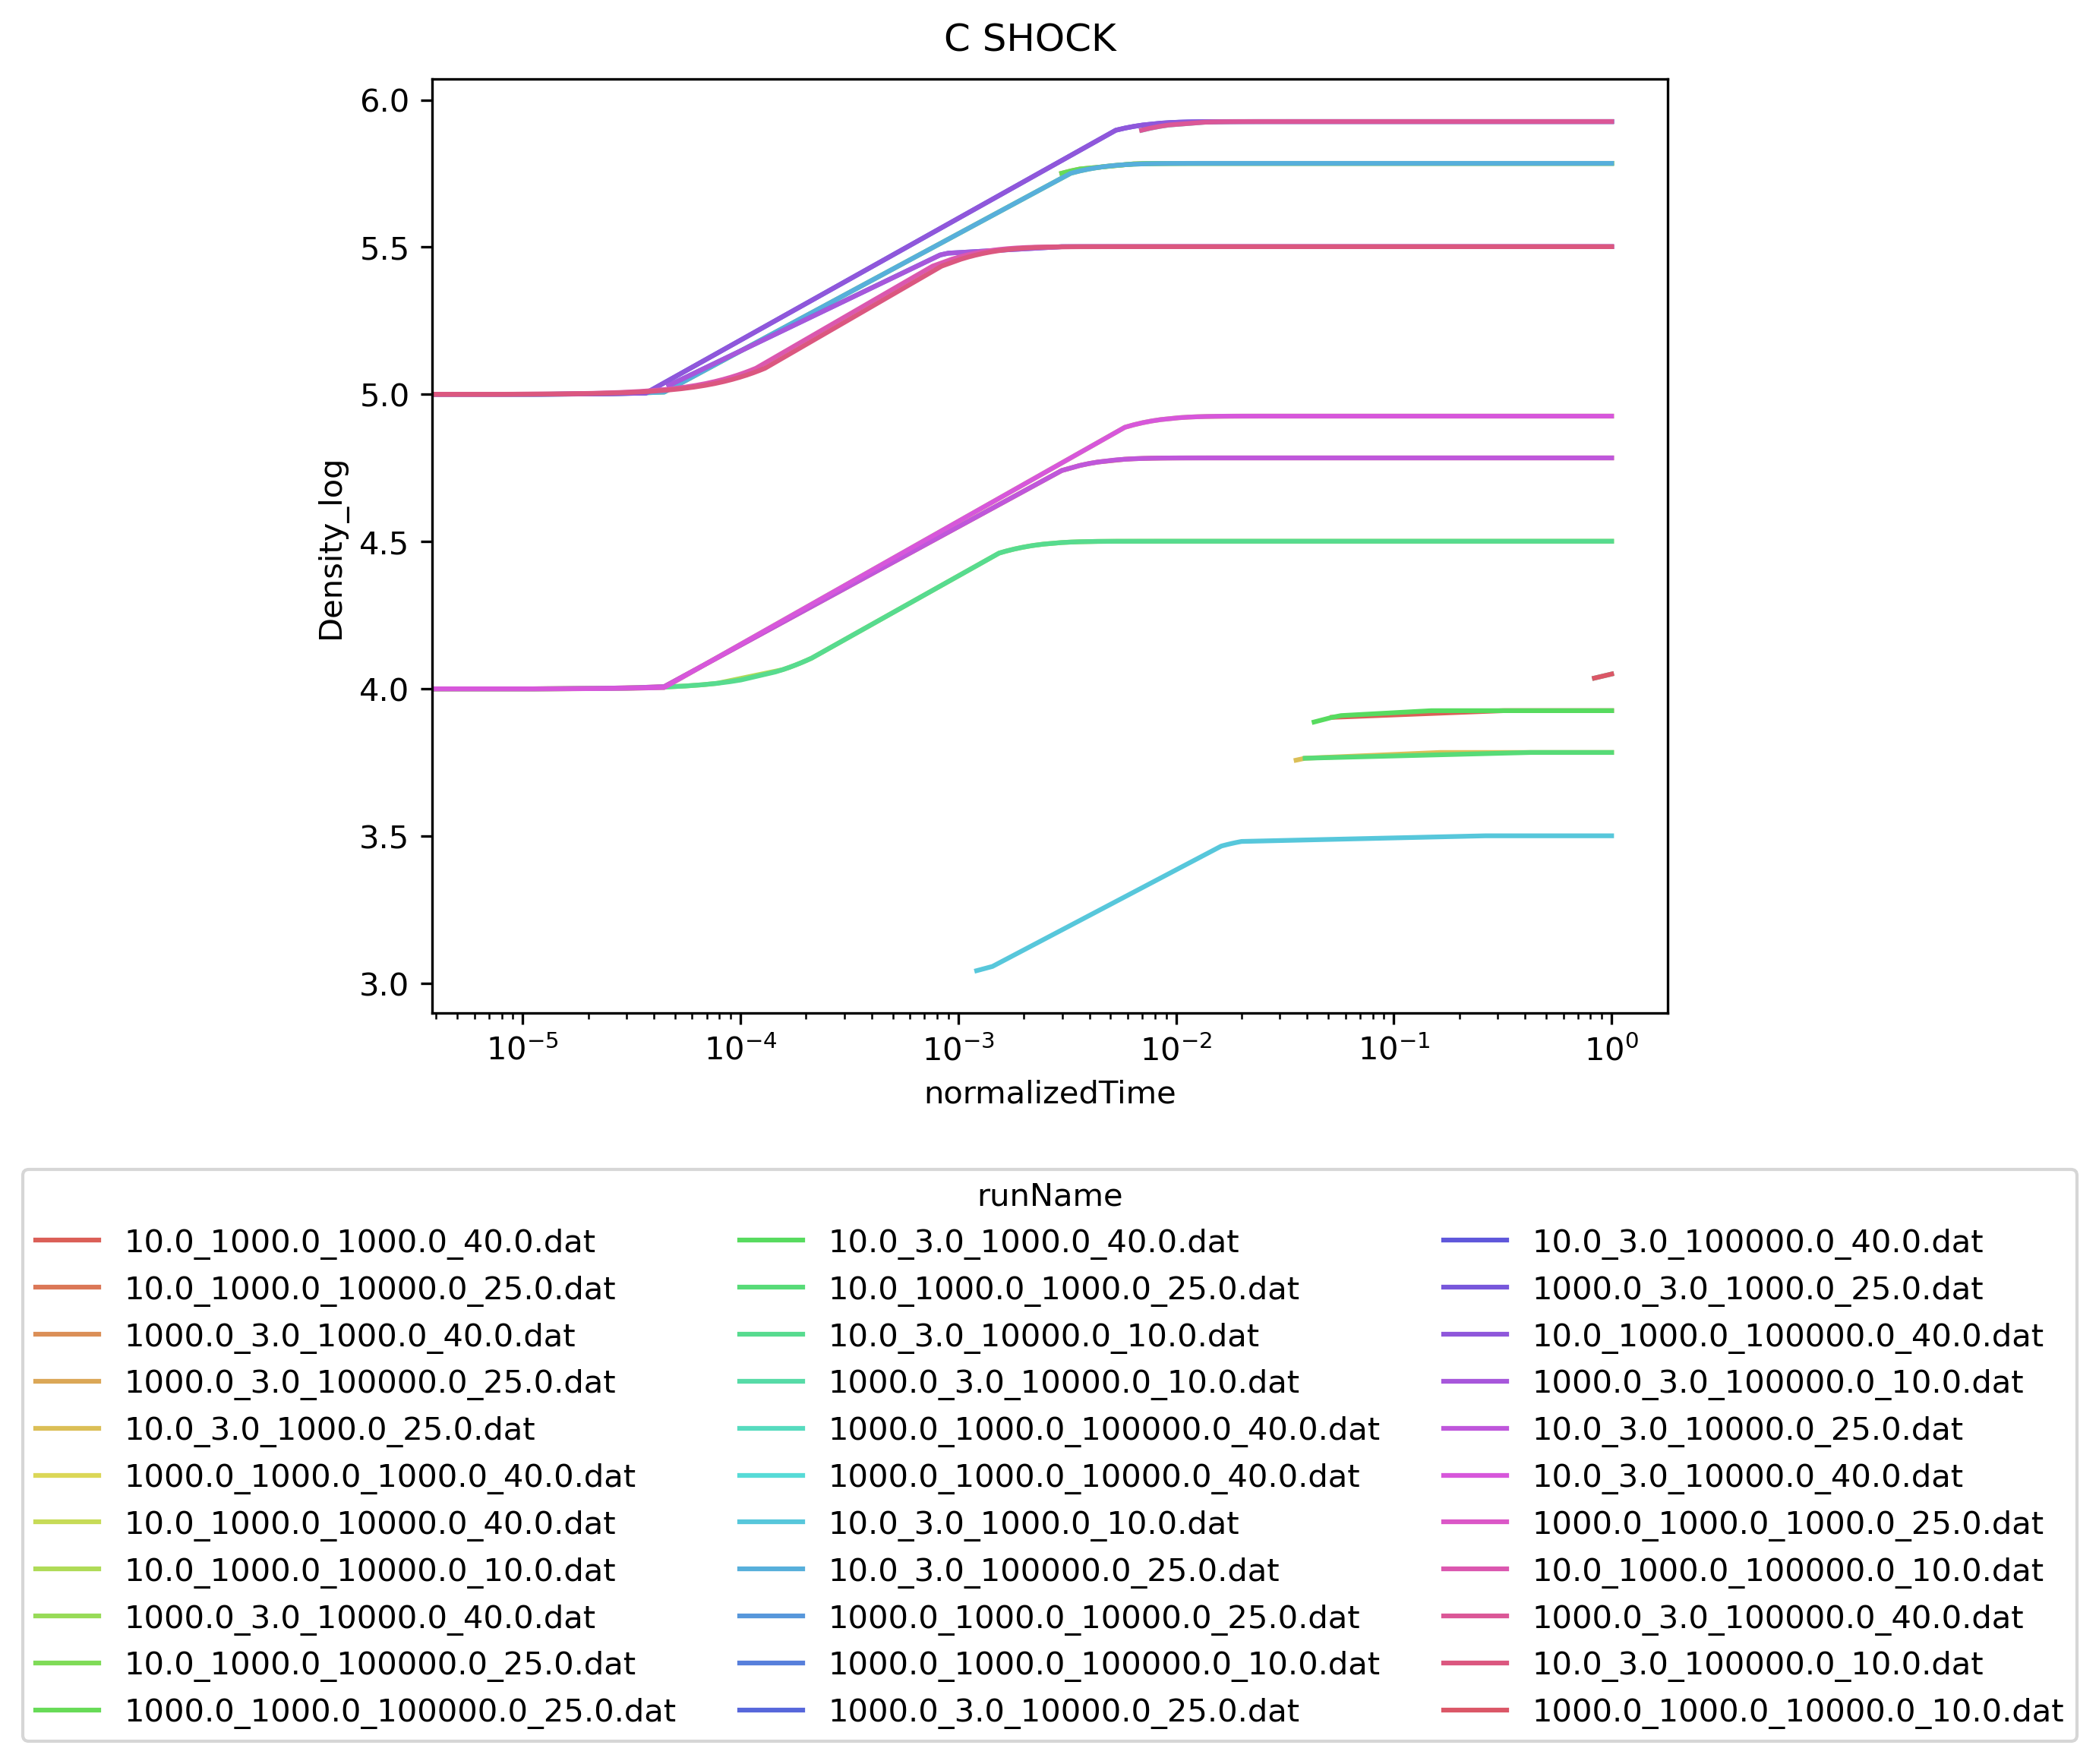 C SHOCK
6.0
5.5
5.0
4.5
4.0
3.5
3.0
Density_log
10⁻⁵ 10⁻⁴ 10⁻³ 10⁻² 10⁻¹ 10⁰
normalizedTime
runName
10.0_1000.0_1000.0_40.0.dat
10.0_1000.0_10000.0_25.0.dat
1000.0_3.0_1000.0_40.0.dat
1000.0_3.0_100000.0_25.0.dat
10.0_3.0_1000.0_25.0.dat
1000.0_1000.0_1000.0_40.0.dat
10.0_1000.0_10000.0_40.0.dat
10.0_1000.0_10000.0_10.0.dat
1000.0_3.0_10000.0_40.0.dat
10.0_1000.0_100000.0_25.0.dat
1000.0_1000.0_100000.0_25.0.dat
10.0_3.0_1000.0_40.0.dat
10.0_1000.0_1000.0_25.0.dat
10.0_3.0_10000.0_10.0.dat
1000.0_3.0_10000.0_10.0.dat
1000.0_1000.0_100000.0_40.0.dat
1000.0_1000.0_10000.0_40.0.dat
10.0_3.0_1000.0_10.0.dat
10.0_3.0_100000.0_25.0.dat
1000.0_1000.0_10000.0_25.0.dat
1000.0_1000.0_100000.0_10.0.dat
1000.0_3.0_10000.0_25.0.dat
10.0_3.0_100000.0_40.0.dat
1000.0_3.0_1000.0_25.0.dat
10.0_1000.0_100000.0_40.0.dat
1000.0_3.0_100000.0_10.0.dat
10.0_3.0_10000.0_25.0.dat
10.0_3.0_10000.0_40.0.dat
1000.0_1000.0_1000.0_25.0.dat
10.0_1000.0_100000.0_10.0.dat
1000.0_3.0_100000.0_40.0.dat
10.0_3.0_100000.0_10.0.dat
1000.0_1000.0_10000.0_10.0.dat